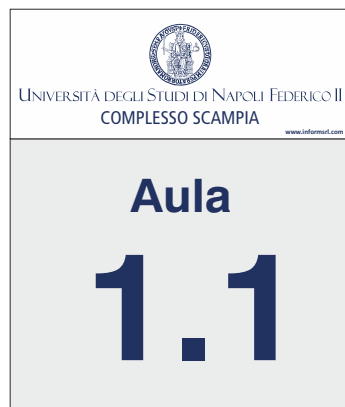 UNIVERSITÀ DEGLI STUDI DI NAPOLI FEDERICO II
COMPLESSO SCAMPIA
www.informsrl.com
Aula
1.1